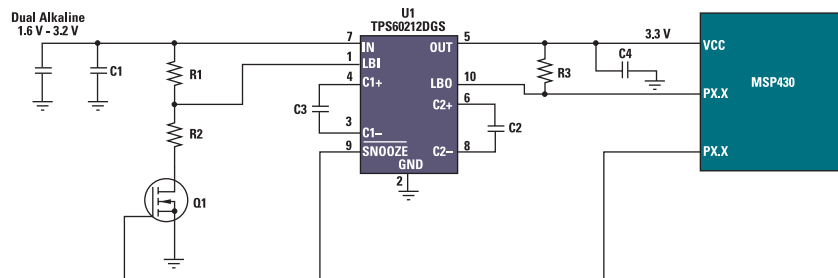 Dual Alkaline
1.6 V - 3.2 V
C1
R1
R2
Q1
C3
U1
TPS60212DGS
7
IN
OUT
5
1
LBI
4
C1+
LBO
10
C2+
6
3
C1–
9
SNOOZE
C2–
8
GND
2
C2
R3
C4
3.3 V
VCC
MSP430
PX.X
PX.X